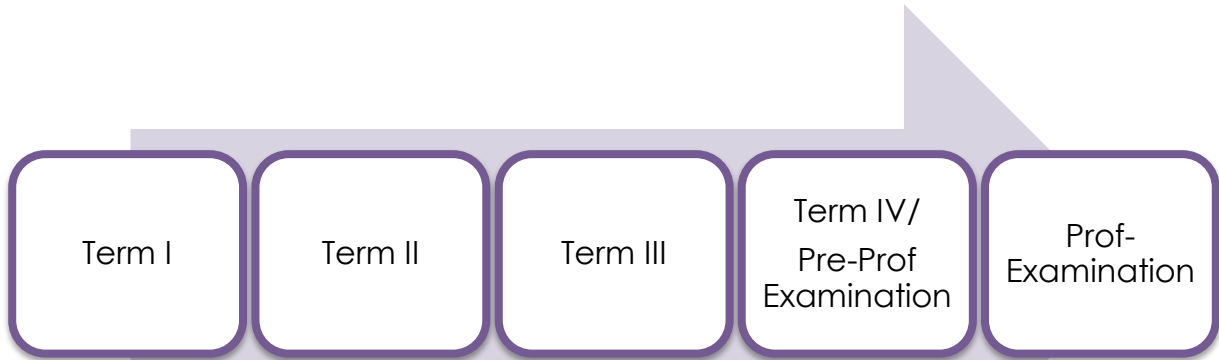 Term I
Term II
Term III
Term IV/
Pre-Prof
Examination
Prof-
Examination